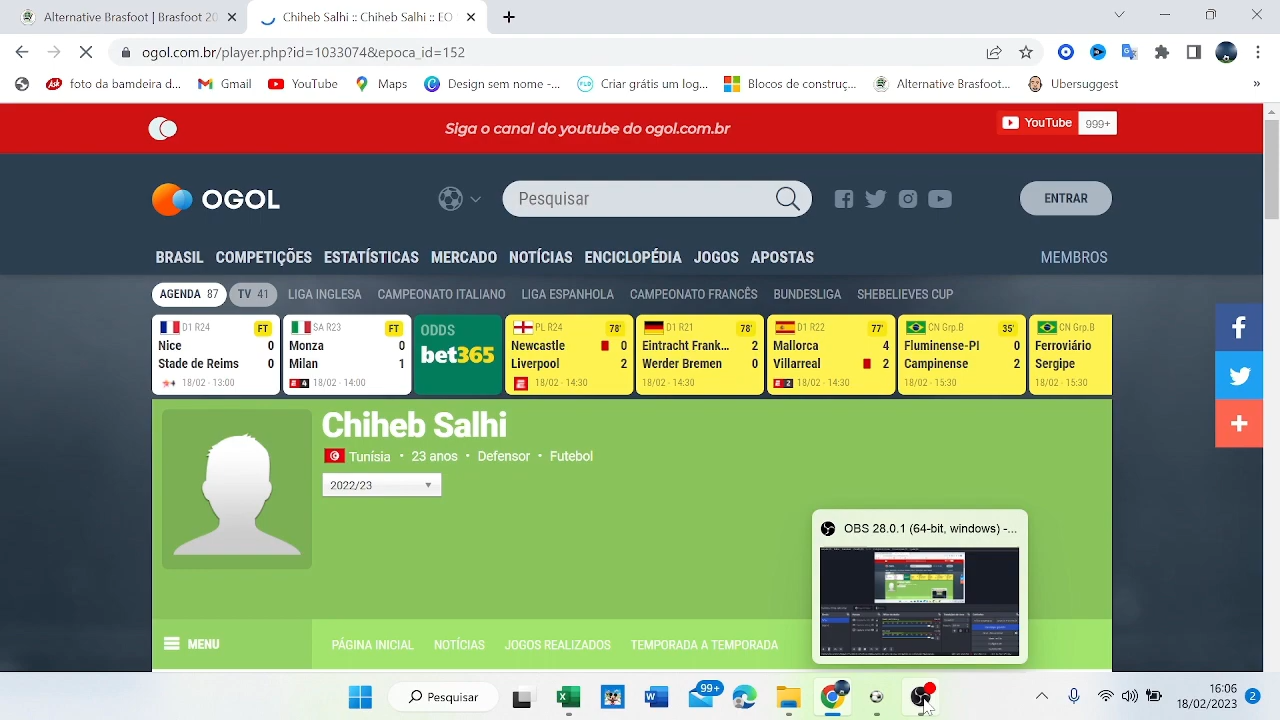 Alternative Brasfoot 20
Chiheb Salhi
ogol.com.br/player.php?id=1033074&epoca_id=152
foto da bamdeira d...
Gmail
YouTube
Maps
Design sem nome -...
Criar grátis um log...
Blocos de construç...
Alternative Brasfoot...
Ubersuggest
»
Siga o canal do youtube do ogol.com.br
YouTube 999+
OGOL
Pesquisar
ENTRAR
BRASIL COMPETIÇÕES ESTATÍSTICAS MERCADO NOTÍCIAS ENCICLOPÉDIA JOGOS APOSTAS MEMBROS
AGENDA 87 TV 41 LIGA INGLESA CAMPEONATO ITALIANO LIGA ESPANHOLA CAMPEONATO FRANCÊS BUNDESLIGA SHEBELIEVES CUP
D1 R24 FT
Nice 0
Stade de Reims 0
18/02 - 13:00
SA R23 FT
Monza 0
Milan 1
4 18/02 - 14:00
ODDS
bet365
PL R24 78'
Newcastle 0
Liverpool 2
18/02 - 14:30
D1 R21 78'
Eintracht Frank... 2
Werder Bremen 0
18/02 - 14:30
D1 R22 77'
Mallorca 4
Villarreal 2
2 18/02 - 14:30
CN Grp.B 35'
Fluminense-PI 0
Campinense 2
18/02 - 15:30
CN Grp.B
Ferroviário
Sergipe
18/02 - 15:30
Chiheb Salhi
Tunísia · 23 anos · Defensor · Futebol
2022/23
OBS 28.0.1 (64-bit, windows) -...
MENU PÁGINA INICIAL NOTÍCIAS JOGOS REALIZADOS TEMPORADA A TEMPORADA
Pesquisar
99+
16:06
18/02/2023
2